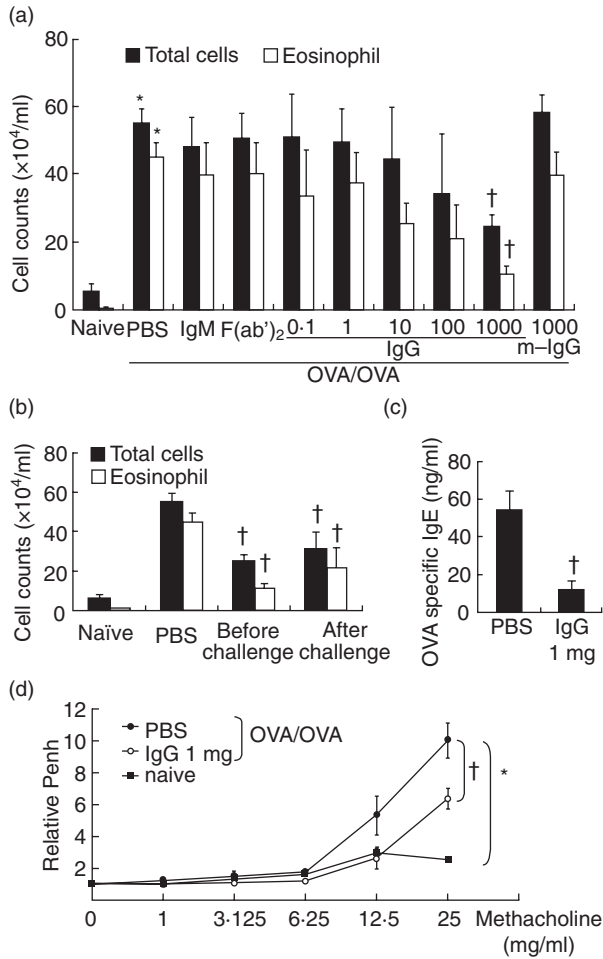 (a)
80
60
40
20
0
Cell counts (×10⁴/ml)
Total cells Eosinophil
* *
† †
Naive PBS IgM F(ab')₂ 0·1 1 10 100 1000 1000
IgG m–IgG
OVA/OVA
(b)
80
60
40
20
0
Cell counts (×10⁴/ml)
Total cells
Eosinophil
† † † †
Naïve PBS Before After
challenge challenge
(c)
80
60
40
20
0
OVA specific IgE (ng/ml)
†
PBS IgG
1 mg
(d)
12
10
8
6
4
2
Relative Penh
PBS
IgG 1 mg OVA/OVA
naive
† *
0 1 3·125 6·25 12·5 25 Methacholine
(mg/ml)